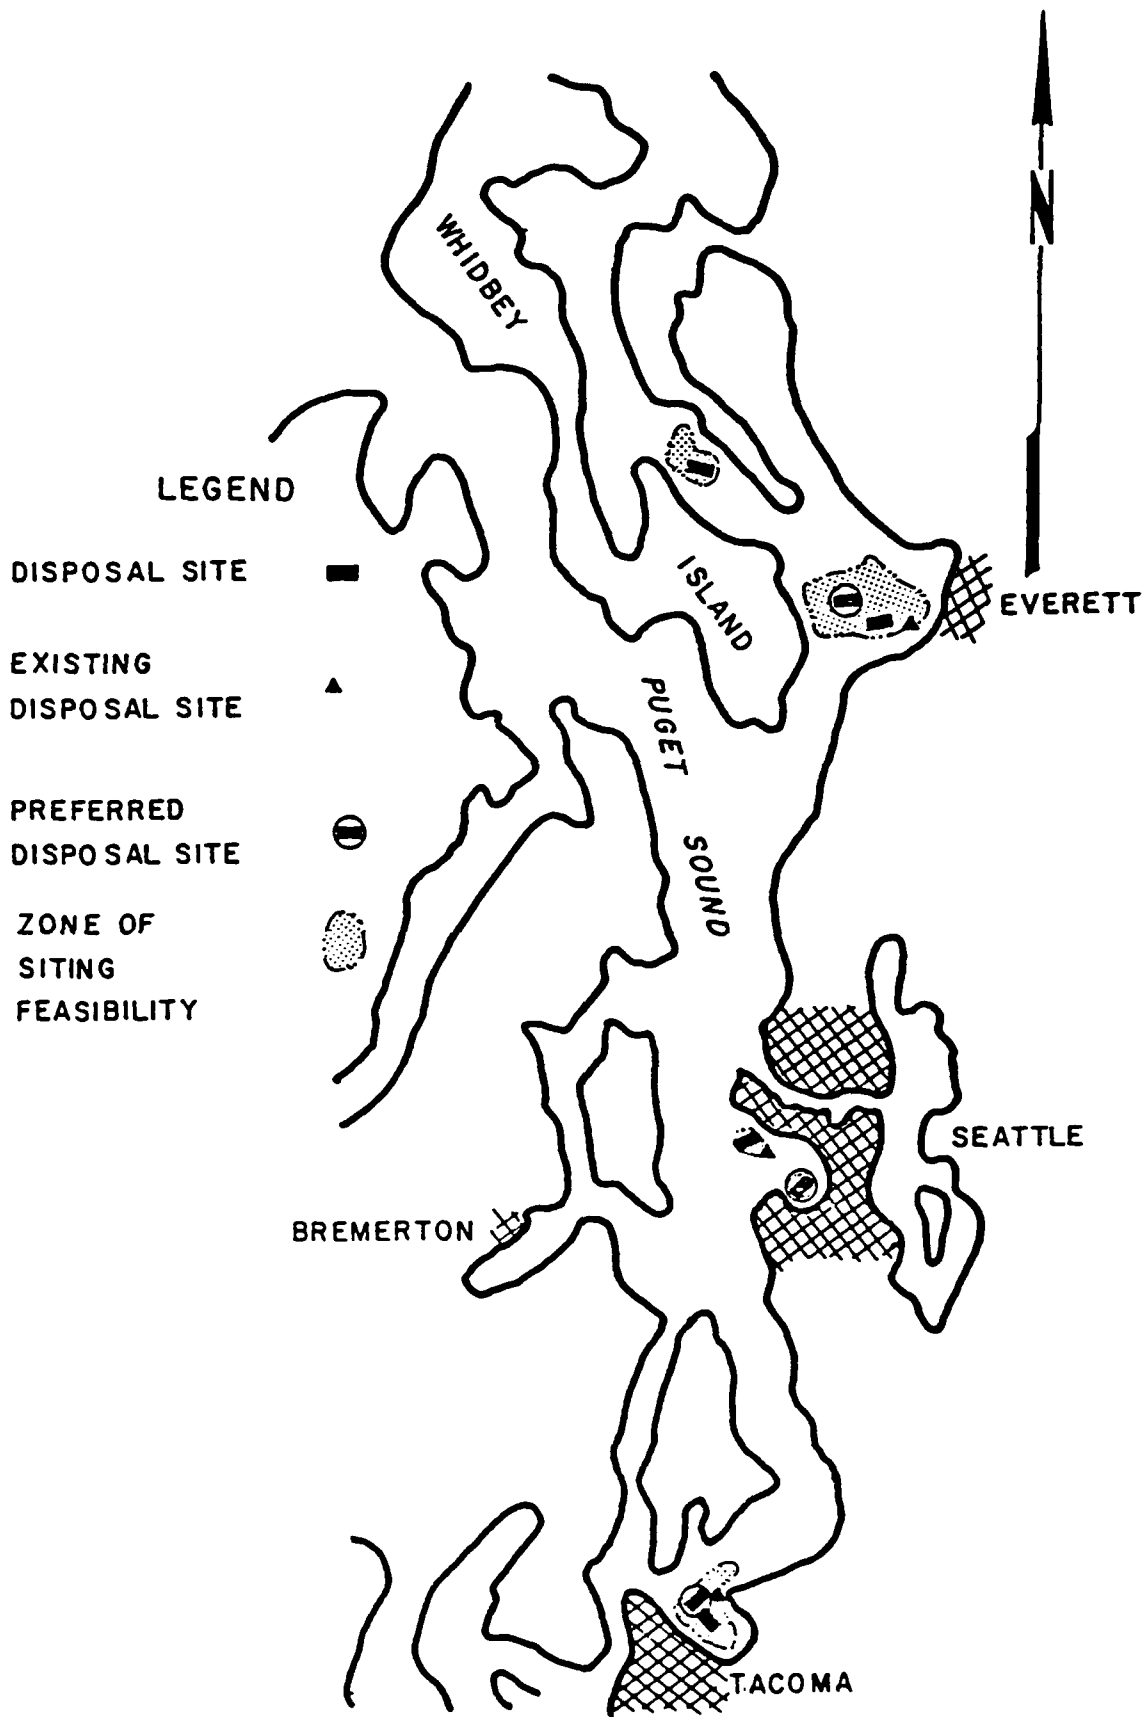 N
WHIDBEY
ISLAND
LEGEND
DISPOSAL SITE
EXISTING
DISPOSAL SITE
PREFERRED
DISPOSAL SITE
ZONE OF
SITING
FEASIBILITY
EVERETT
PUGET
SOUND
SEATTLE
BREMERTON
TACOMA